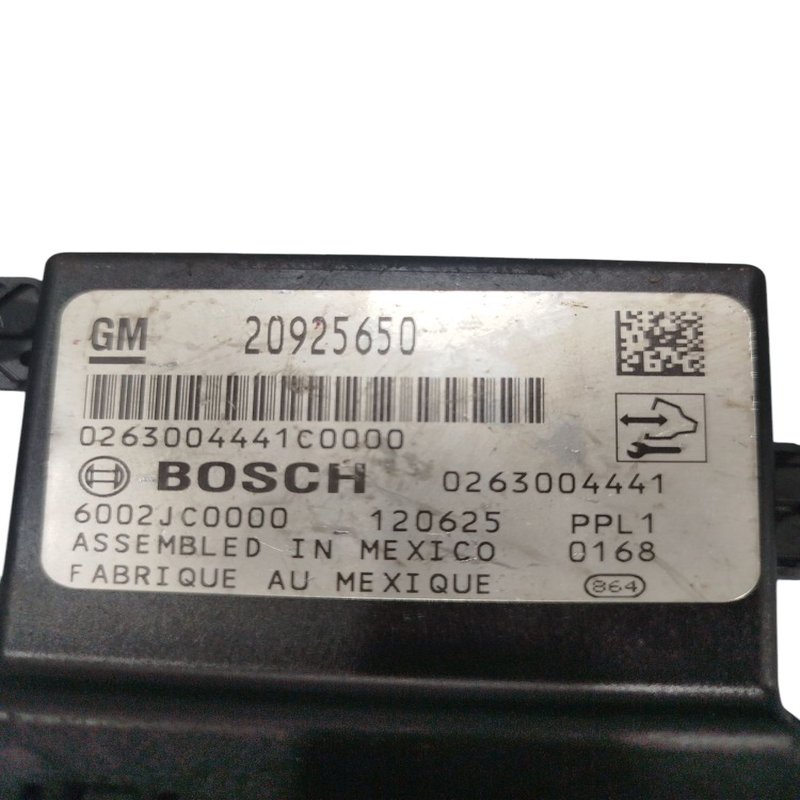 GM 20925650
0263004441C0000
BOSCH 0263004441
6002JC0000 120625 PPL1
ASSEMBLED IN MEXICO 0168
FABRIQUE AU MEXIQUE 864